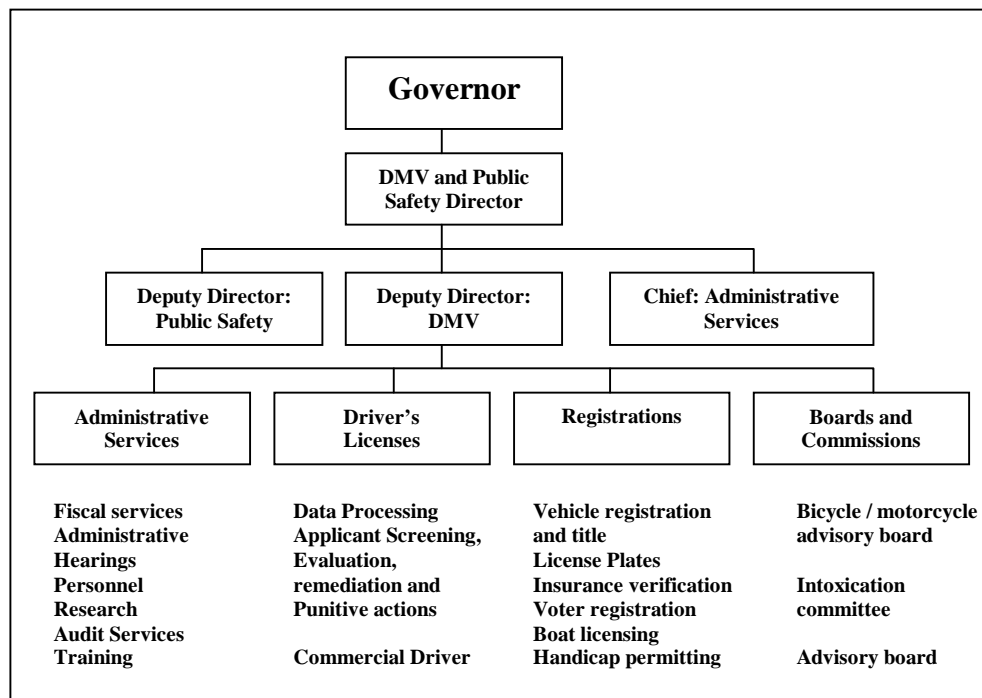 Governor
DMV and Public
Safety Director
Deputy Director:
Public Safety
Deputy Director:
DMV
Chief: Administrative
Services
Administrative
Services
Driver’s
Licenses
Registrations
Boards and
Commissions
Fiscal services
Administrative
Hearings
Personnel
Research
Audit Services
Training
Data Processing
Applicant Screening,
Evaluation,
remediation and
Punitive actions
Commercial Driver
Vehicle registration
and title
License Plates
Insurance verification
Voter registration
Boat licensing
Handicap permitting
Bicycle / motorcycle
advisory board
Intoxication
committee
Advisory board